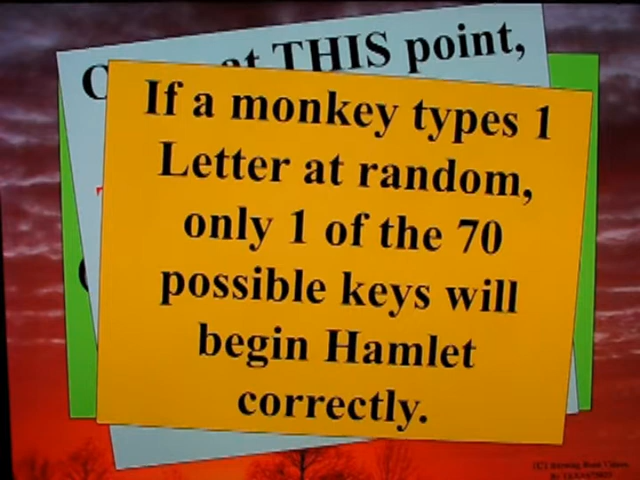 at THIS point,
If a monkey types 1
Letter at random,
only 1 of the 70
possible keys will
begin Hamlet
correctly.